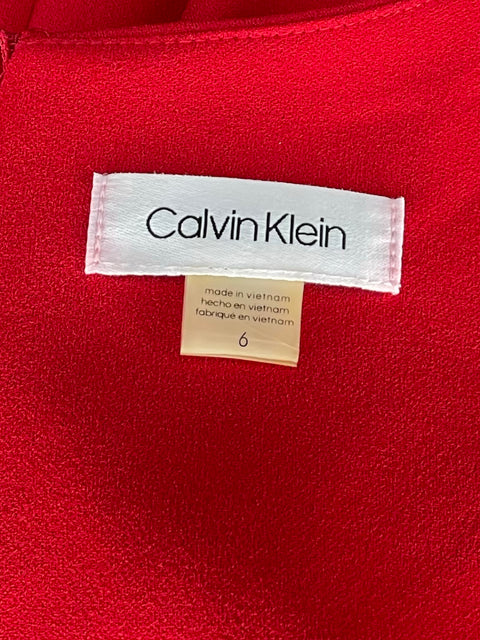 Calvin Klein
made in vietnam
hecho en vietnam
fabriqué en vietnam
6